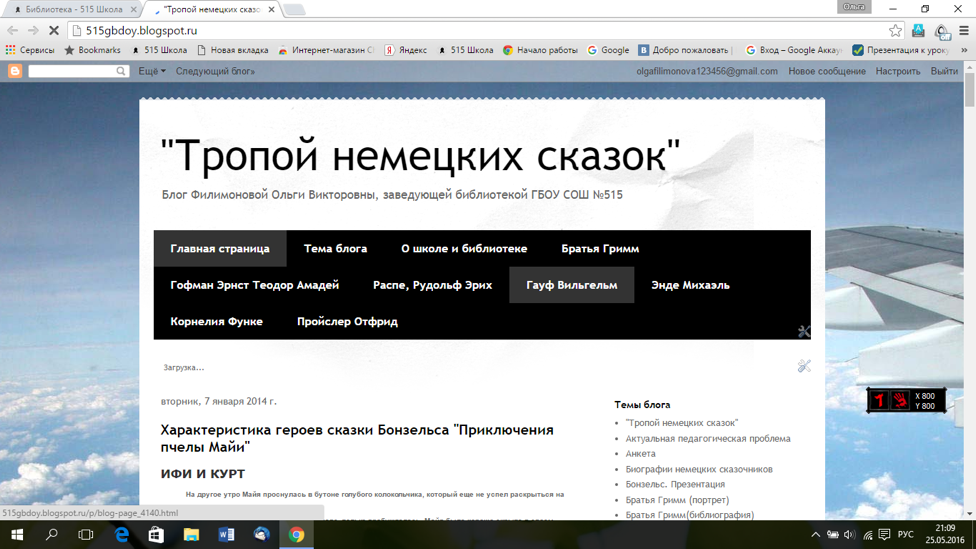 Библиотека - 515 Школа
"Тропой немецких сказок
Ольга
515gbdoy.blogspot.ru
Сервисы
Bookmarks
515 Школа
Новая вкладка
Интернет-магазин
Яндекс
515 Школа
Начало работы
Google
Добро пожаловать |
Вход – Google Аккау
Презентация к уроку
Ещё
Следующий блог»
olgafilimonova123456@gmail.com
Новое сообщение
Настроить
Выйти
"Тропой немецких сказок"
Блог Филимоновой Ольги Викторовны, заведующей библиотекой ГБОУ СОШ №515
Главная страница
Тема блога
О школе и библиотеке
Братья Гримм
Гофман Эрнст Теодор Амадей
Распе, Рудольф Эрих
Гауф Вильгельм
Энде Михаэль
Корнелия Функе
Пройслер Отфрид
Загрузка...
вторник, 7 января 2014 г.
Характеристика героев сказки Бонзельса "Приключения
пчелы Майи"
ИФИ И КУРТ
На другое утро Майя проснулась в бутоне голубого колокольчика, который еще не успел раскрыться на
Темы блога
"Тропой немецких сказок"
Актуальная педагогическая проблема
Анкета
Биографии немецких сказочников
Бонзельс. Презентация
Братья Гримм (портрет)
Братья Гримм(библиография)
X 800
Y 800
515gbdoy.blogspot.ru/p/blog-page_4140.html
РУС
21:09
25.05.2016